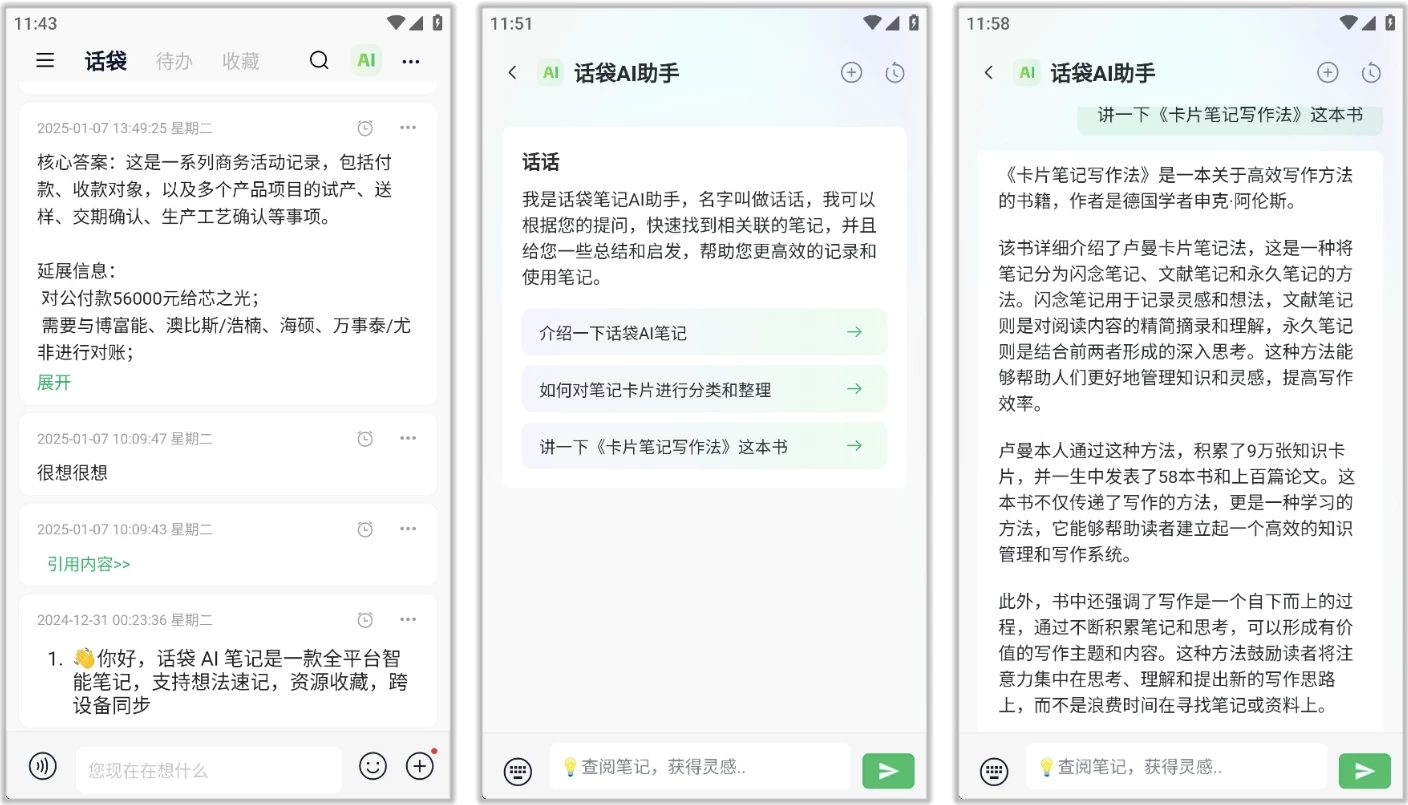 11:43
话袋 待办 收藏 AI
2025-01-07 13:49:25 星期二
核心答案：这是一系列商务活动记录，包括付
款、收款对象，以及多个产品项目的试产、送
样、交期确认、生产工艺确认等事项。
延展信息：
对公付款56000元给芯之光；
需要与博富能、澳比斯/浩楠、海硕、万事泰/尤
非进行对账；
展开
2025-01-07 10:09:47 星期二
很想很想
2025-01-07 10:09:43 星期二
引用内容>>
2024-12-31 00:23:36 星期二
1. 👋你好，话袋 AI 笔记是一款全平台智
能笔记，支持想法速记，资源收藏，跨
设备同步
您现在在想什么
11:51
AI 话袋AI助手
话话
我是话袋笔记AI助手，名字叫做话话，我可以
根据您的提问，快速找到相关联的笔记，并且
给您一些总结和启发，帮助您更高效的记录和
使用笔记。
介绍一下话袋AI笔记
如何对笔记卡片进行分类和整理
讲一下《卡片笔记写作法》这本书
💡查阅笔记，获得灵感..
11:58
AI 话袋AI助手
讲一下《卡片笔记写作法》这本书
《卡片笔记写作法》是一本关于高效写作方法
的书籍，作者是德国学者申克·阿伦斯。
该书详细介绍了卢曼卡片笔记法，这是一种将
笔记分为闪念笔记、文献笔记和永久笔记的方
法。闪念笔记用于记录灵感和想法，文献笔记
则是对阅读内容的精简摘录和理解，永久笔记
则是结合前两者形成的深入思考。这种方法能
够帮助人们更好地管理知识和灵感，提高写作
效率。
卢曼本人通过这种方法，积累了9万张知识卡
片，并一生中发表了58本书和上百篇论文。这
本书不仅传递了写作的方法，更是一种学习的
方法，它能够帮助读者建立起一个高效的知识
管理和写作系统。
此外，书中还强调了写作是一个自下而上的过
程，通过不断积累笔记和思考，可以形成有价
值的写作主题和内容。这种方法鼓励读者将注
意力集中在思考、理解和提出新的写作思路
上，而不是浪费时间在寻找笔记或资料上。
💡查阅笔记，获得灵感..